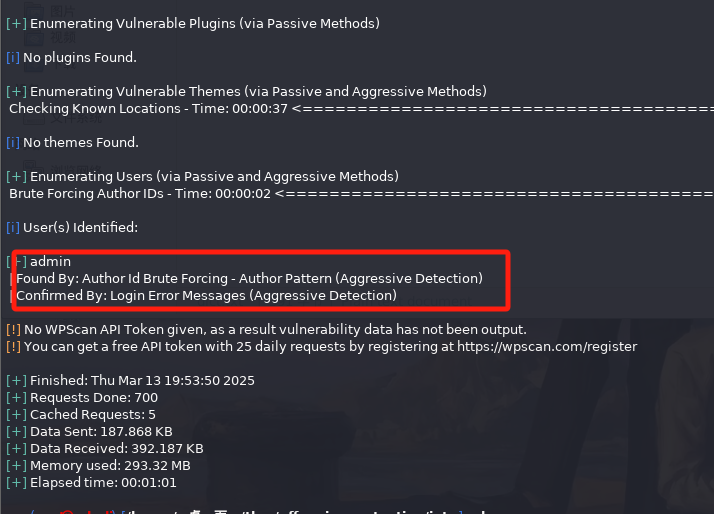 [+] Enumerating Vulnerable Plugins (via Passive Methods)
[i] No plugins Found.
[+] Enumerating Vulnerable Themes (via Passive and Aggressive Methods)
Checking Known Locations - Time: 00:00:37 <=====================================
[i] No themes Found.
[+] Enumerating Users (via Passive and Aggressive Methods)
Brute Forcing Author IDs - Time: 00:00:02 <=======================================
[i] User(s) Identified:
[+] admin
| Found By: Author Id Brute Forcing - Author Pattern (Aggressive Detection)
| Confirmed By: Login Error Messages (Aggressive Detection)
[!] No WPScan API Token given, as a result vulnerability data has not been output.
[!] You can get a free API token with 25 daily requests by registering at https://wpscan.com/register
[+] Finished: Thu Mar 13 19:53:50 2025
[+] Requests Done: 700
[+] Cached Requests: 5
[+] Data Sent: 187.868 KB
[+] Data Received: 392.187 KB
[+] Memory used: 293.32 MB
[+] Elapsed time: 00:01:01